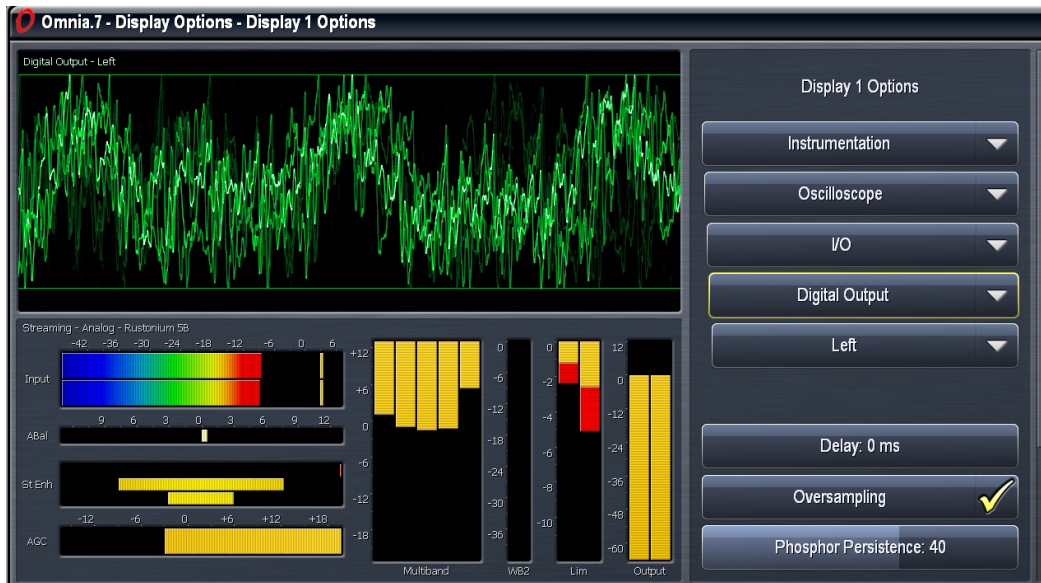 Omnia.7 - Display Options - Display 1 Options
Digital Output - Left
Display 1 Options
Instrumentation
Oscilloscope
I/O
Digital Output
Left
Delay: 0 ms
Oversampling
Phosphor Persistence: 40
Streaming - Analog - Rustonium 5B
-42 -36 -30 -24 -18 -12 -6 0 6
Input
9 6 3 0 3 6 9 12
ABal
St Enh
-12 -6 0 +6 +12 +18
AGC
+12
+6
0
-6
-12
-18
Multiband
0
-6
-12
-18
-24
-30
-36
WB2
0
-2
-4
-6
-8
-10
Lim
12
0
-12
-24
-36
-48
-60
Output